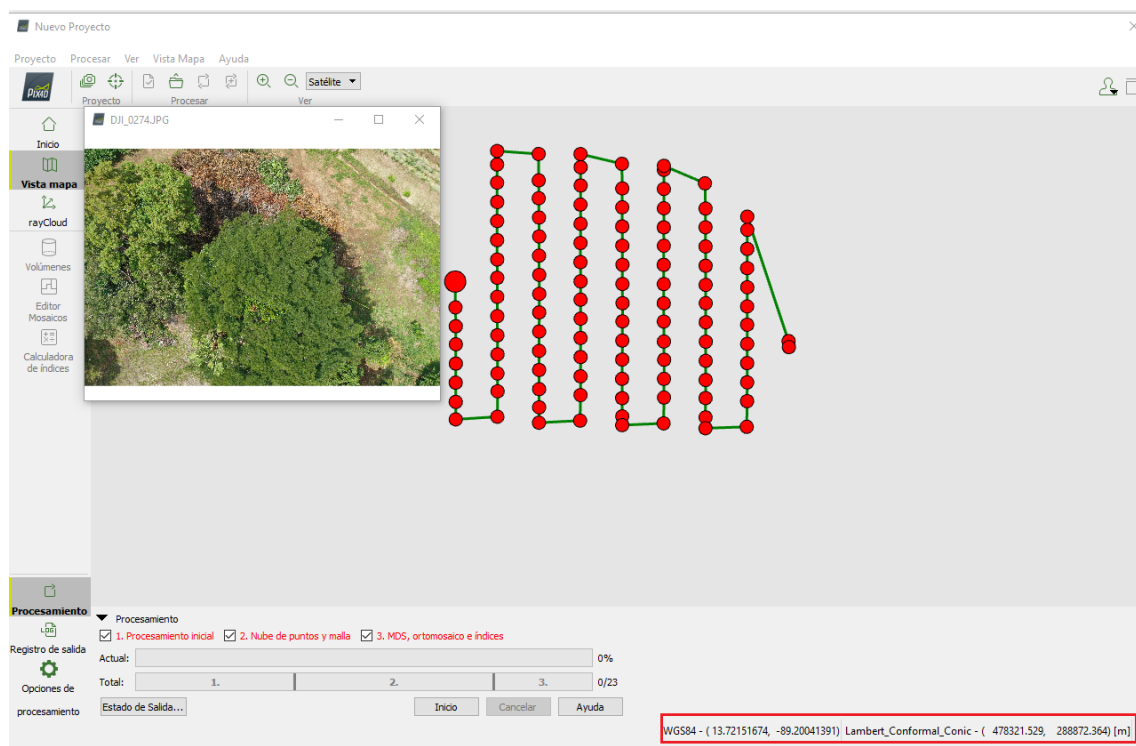 Nuevo Proyecto
Proyecto Procesar Ver Vista Mapa Ayuda
PIX4D
Satélite
Proyecto Procesar Ver
DJI_0274.JPG
Inicio
Vista mapa
rayCloud
Volúmenes
Editor
Mosaicos
Calculadora
de índices
Procesamiento
LOG
Registro de salida
Opciones de
procesamiento
Procesamiento
1. Procesamiento inicial 2. Nube de puntos y malla 3. MDS, ortomosaico e índices
Actual: 0%
Total: 1. 2. 3. 0/23
Estado de Salida... Inicio Cancelar Ayuda
WGS84 - ( 13.72151674, -89.20041391) Lambert_Conformal_Conic - ( 478321.529, 288872.364) [m]